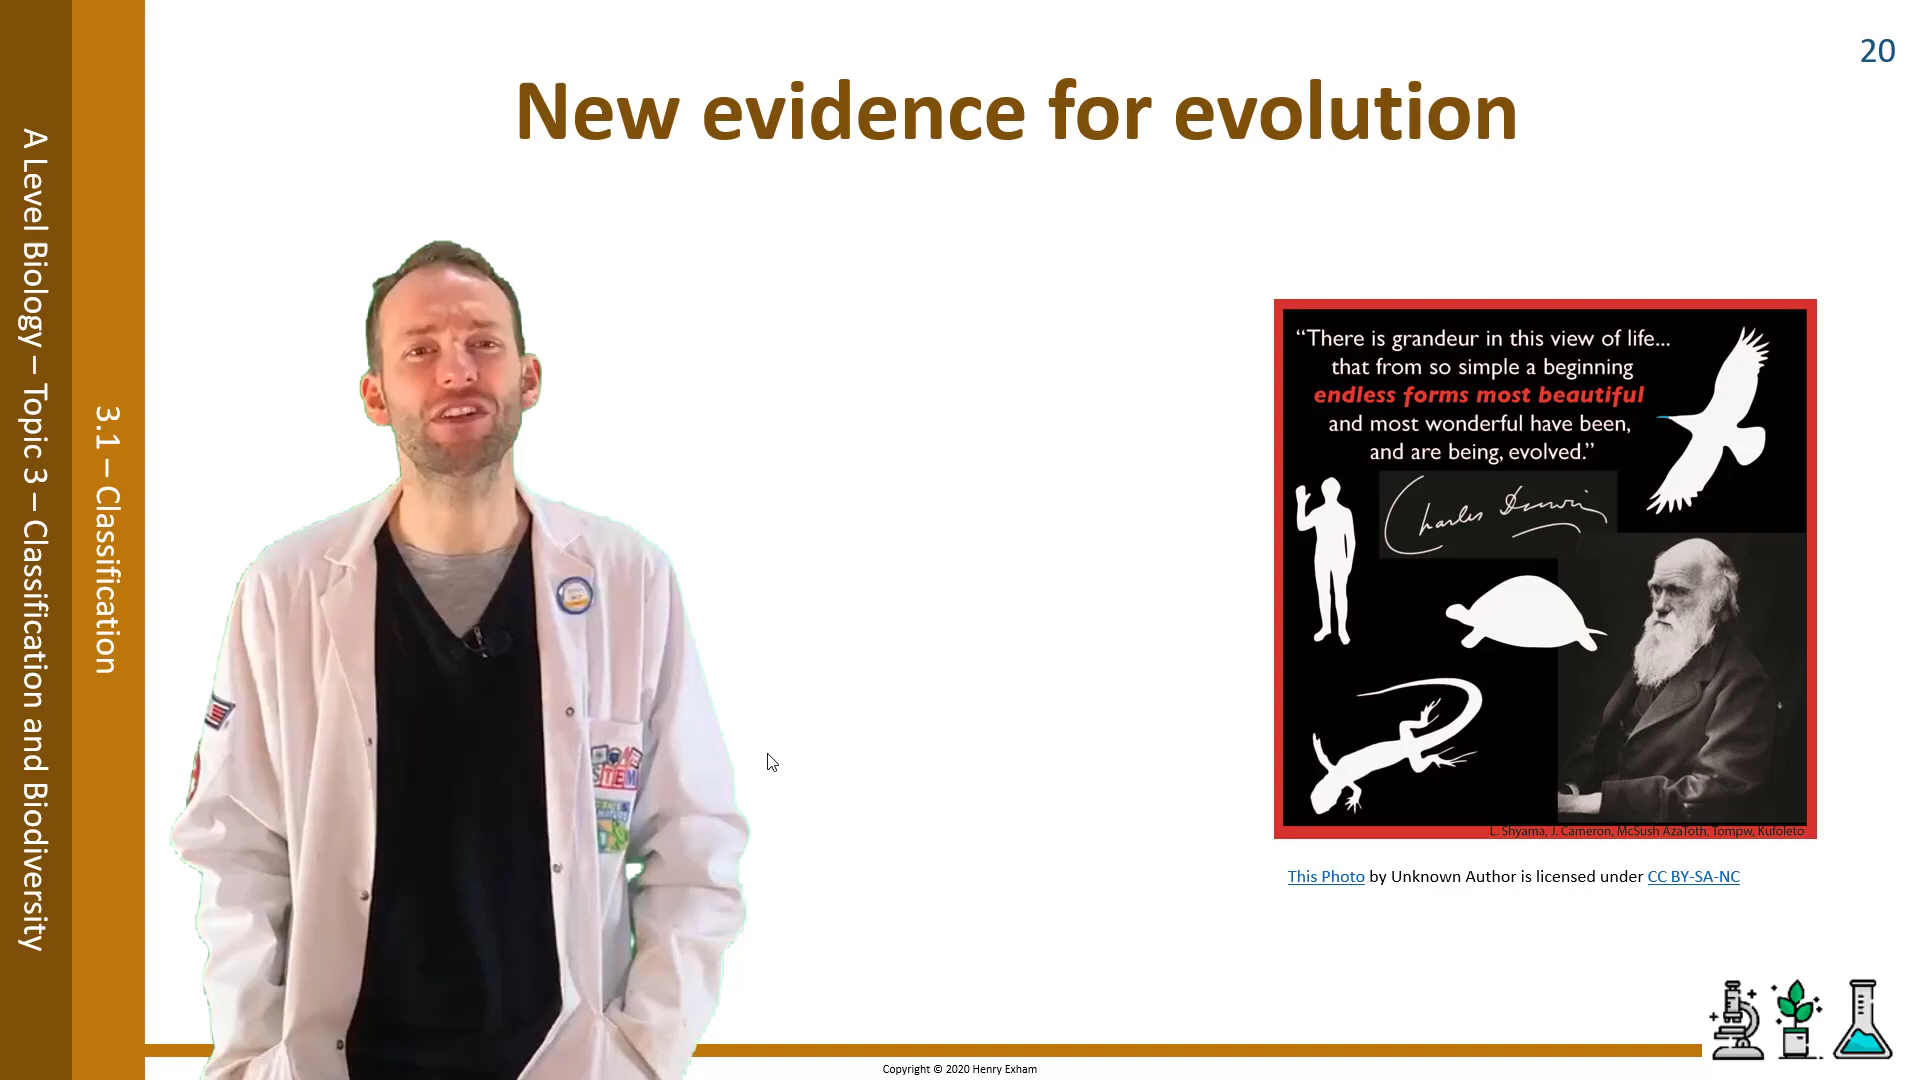 20
New evidence for evolution
A Level Biology – Topic 3 – Classification and Biodiversity
3.1 – Classification
“There is grandeur in this view of life...
that from so simple a beginning
endless forms most beautiful
and most wonderful have been,
and are being, evolved.”
Charles Darwin
L. Shyama, J. Cameron, McSush AzaToth, Tompw, Kufoleto
This Photo by Unknown Author is licensed under CC BY-SA-NC
STEM
Copyright © 2020 Henry Exham